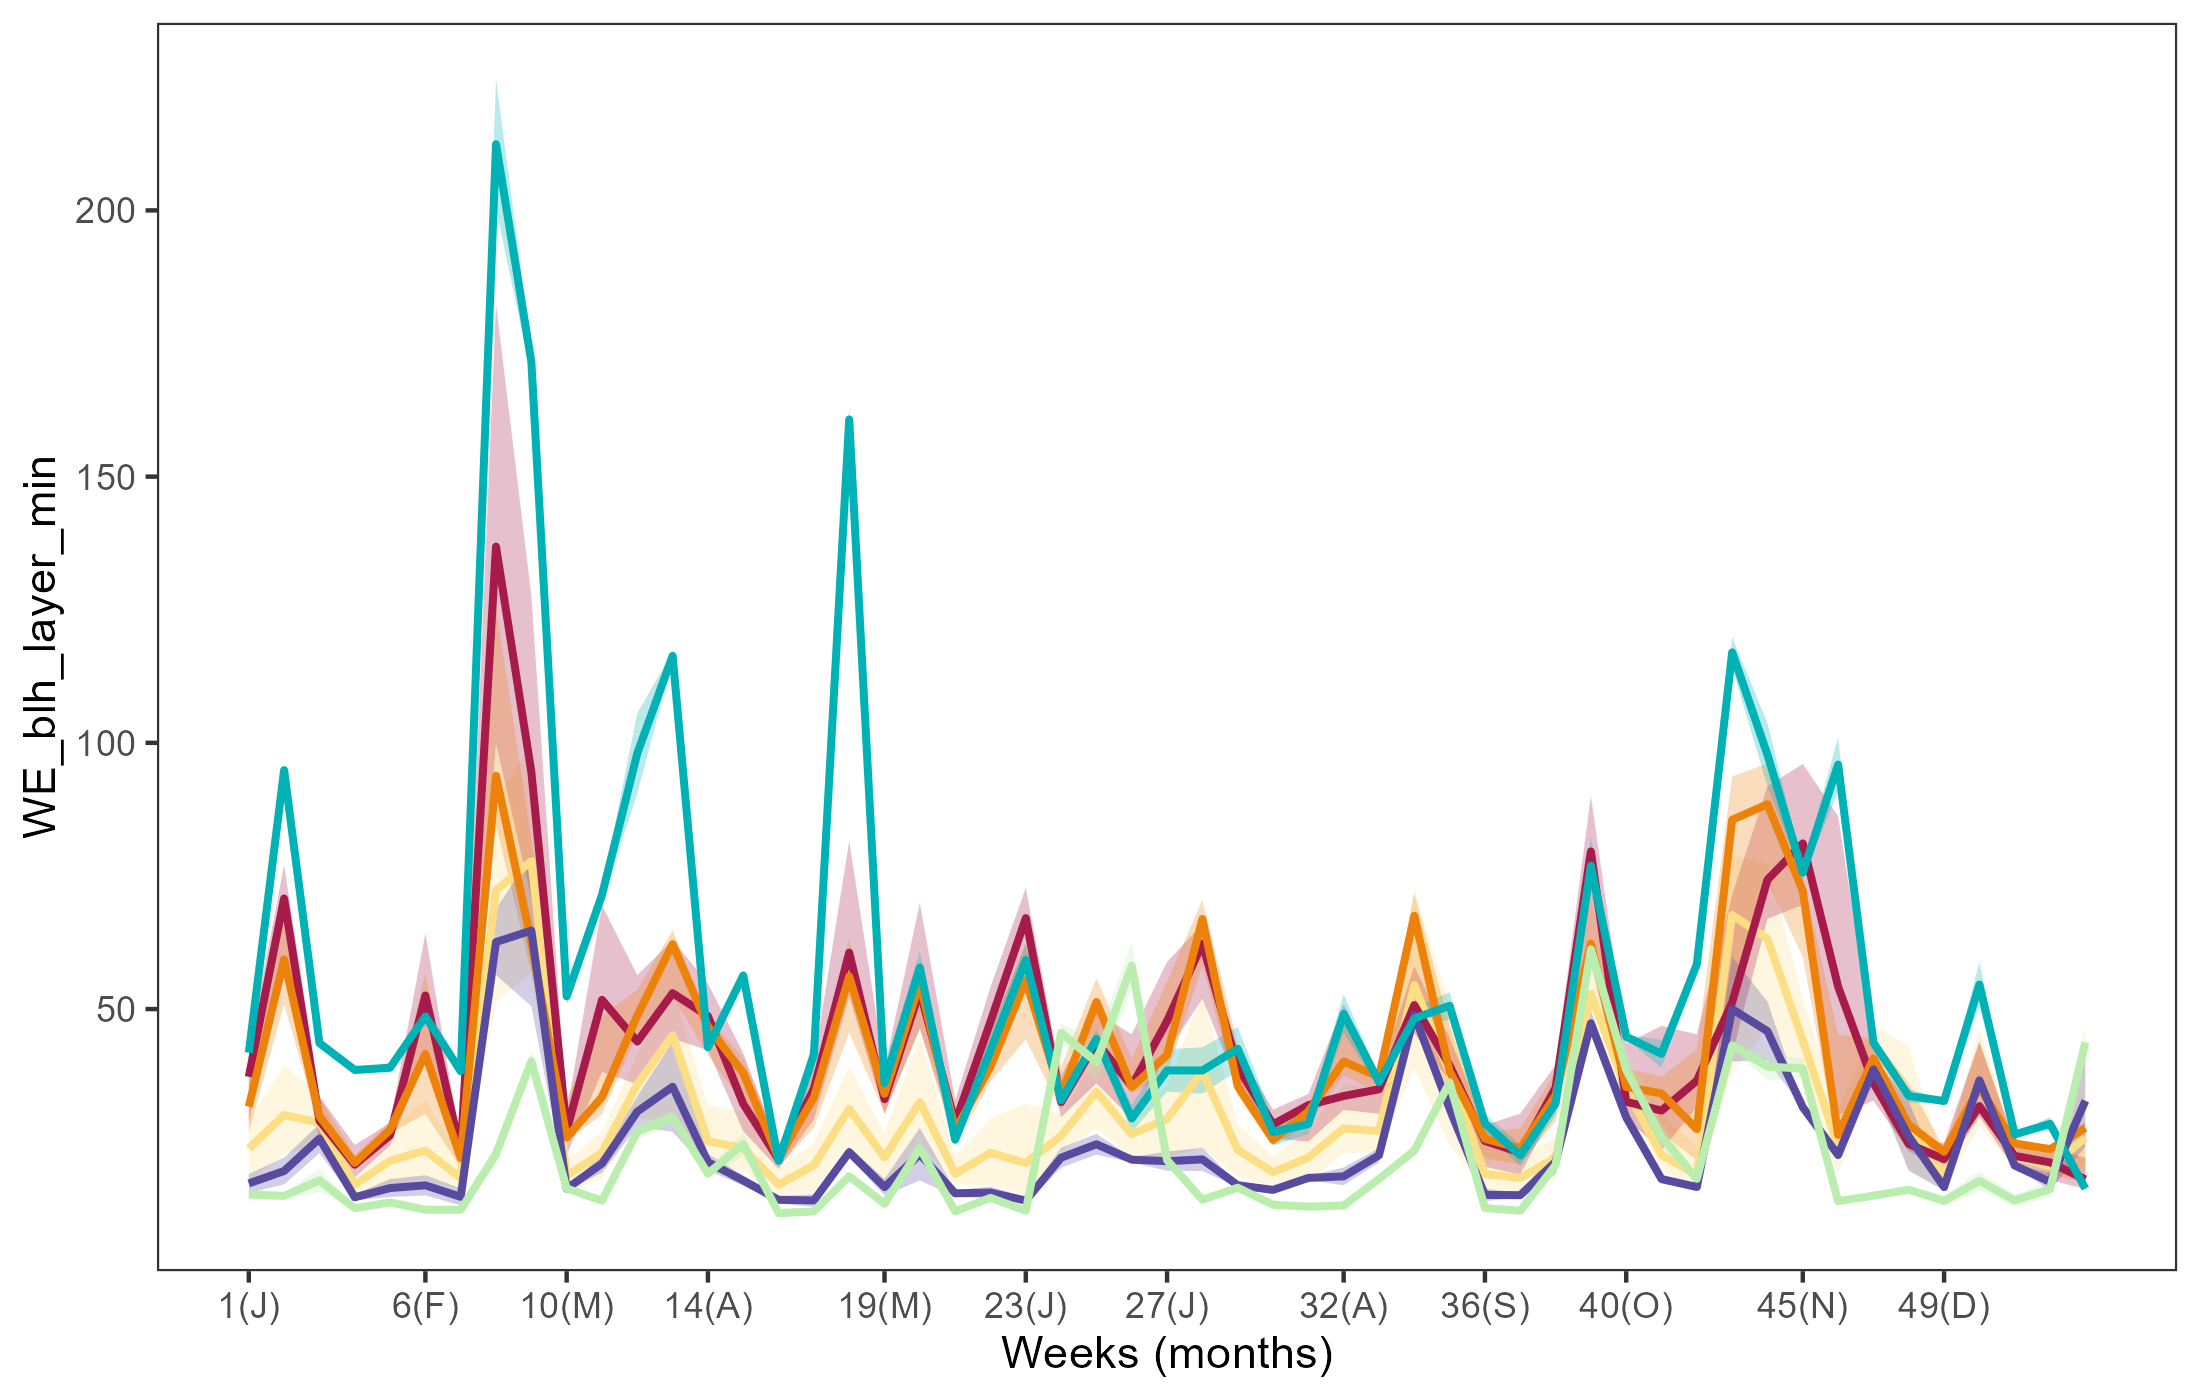 WE_blh_layer_min
200
150
100
50
1(J) 6(F) 10(M) 14(A) 19(M) 23(J) 27(J) 32(A) 36(S) 40(O) 45(N) 49(D)
Weeks (months)